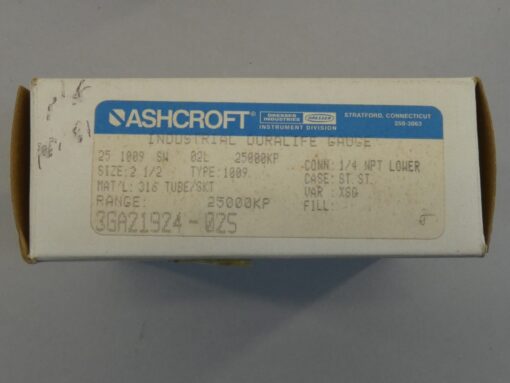 ASHCROFT
DRESSER INDUSTRIES
DRESSER
INSTRUMENT DIVISION
STRATFORD, CONNECTICUT
INDUSTRIAL DURALIFE GAUGE
25 1009 SW 02L 25000KP
SIZE:2 1/2 TYPE:1009
MAT'L: 316 TUBE/SKT
RANGE: 25000KP
3GA21924-02S
CONN: 1/4 NPT LOWER
CASE: ST.ST.
VAR : XSG
FILL: